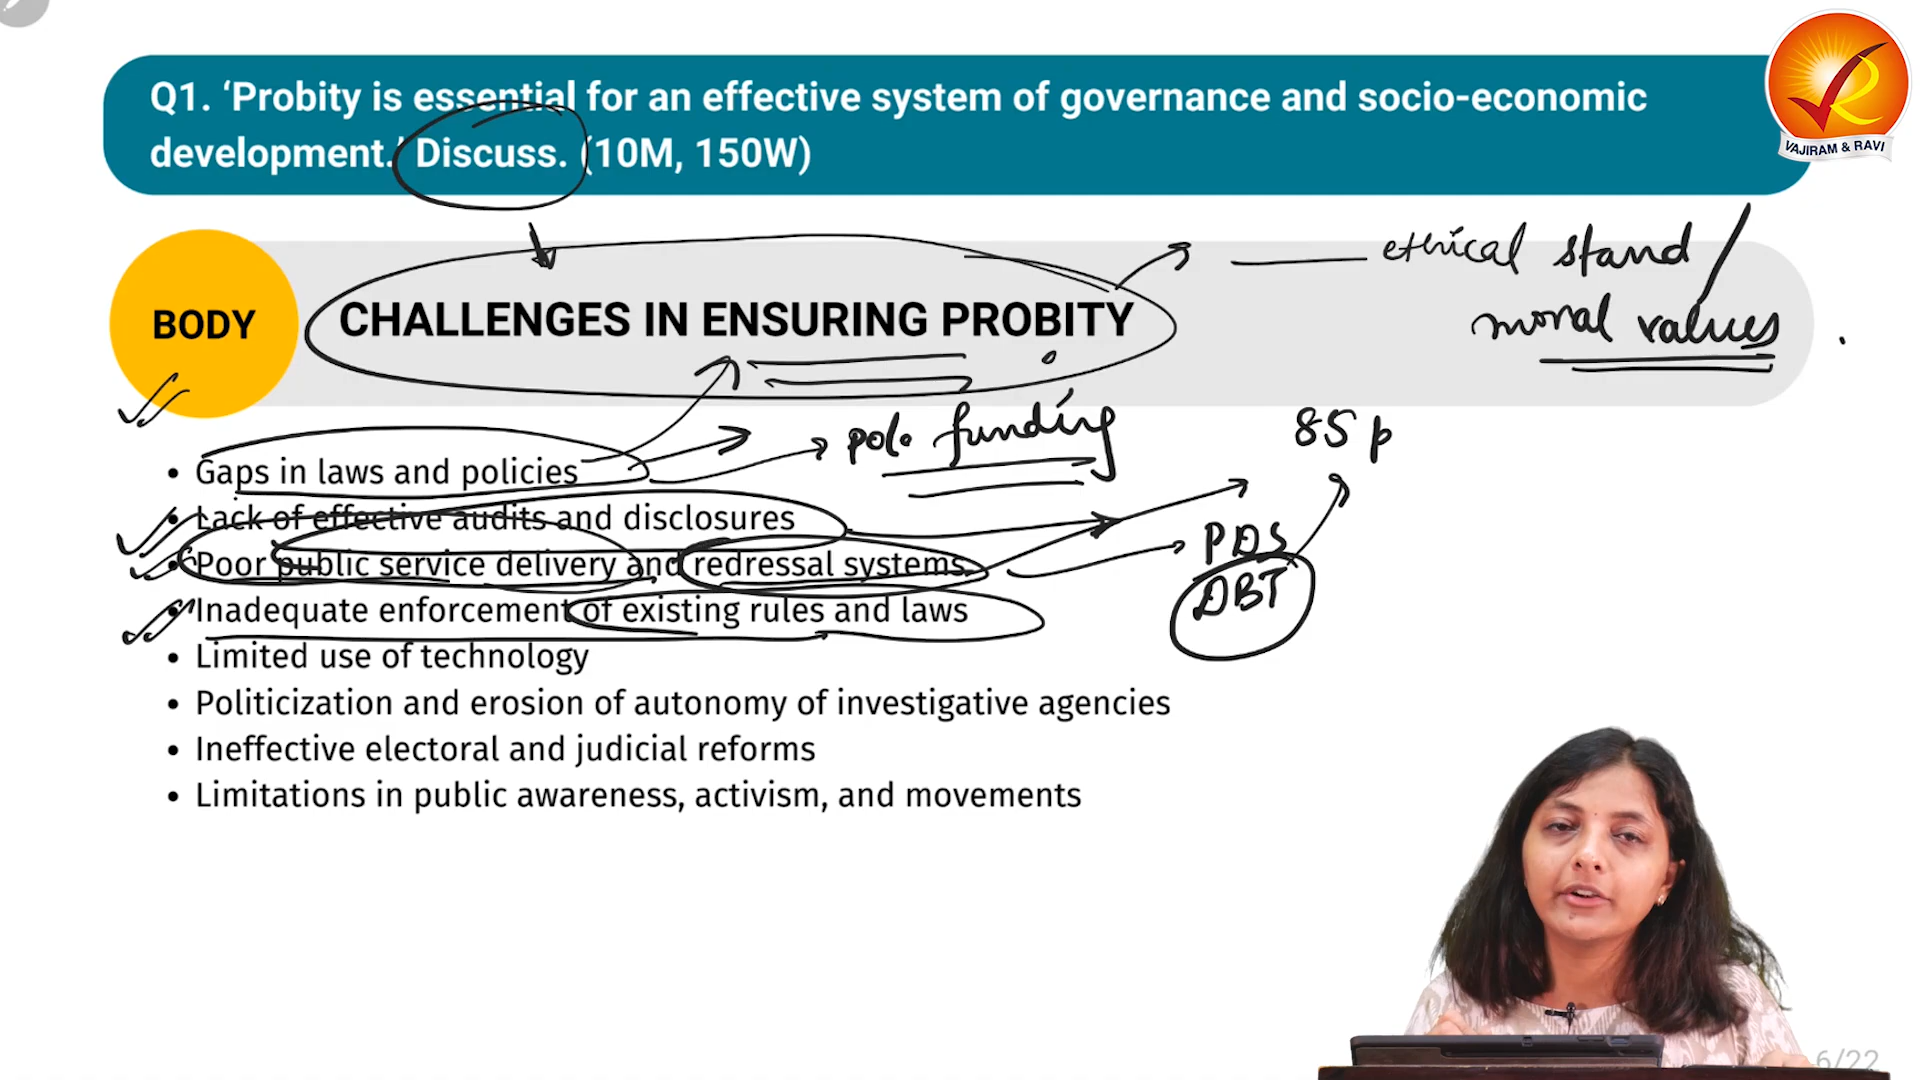 Q1. ‘Probity is essential for an effective system of governance and socio-economic
development.’ Discuss. (10M, 150W)
VAJIRAM & RAVI
BODY
CHALLENGES IN ENSURING PROBITY
ethical stand/
moral values
• Gaps in laws and policies
pol. funding
85 p
• Lack of effective audits and disclosures
• Poor public service delivery and redressal systems
PDS
DBT
• Inadequate enforcement of existing rules and laws
• Limited use of technology
• Politicization and erosion of autonomy of investigative agencies
• Ineffective electoral and judicial reforms
• Limitations in public awareness, activism, and movements
6/22